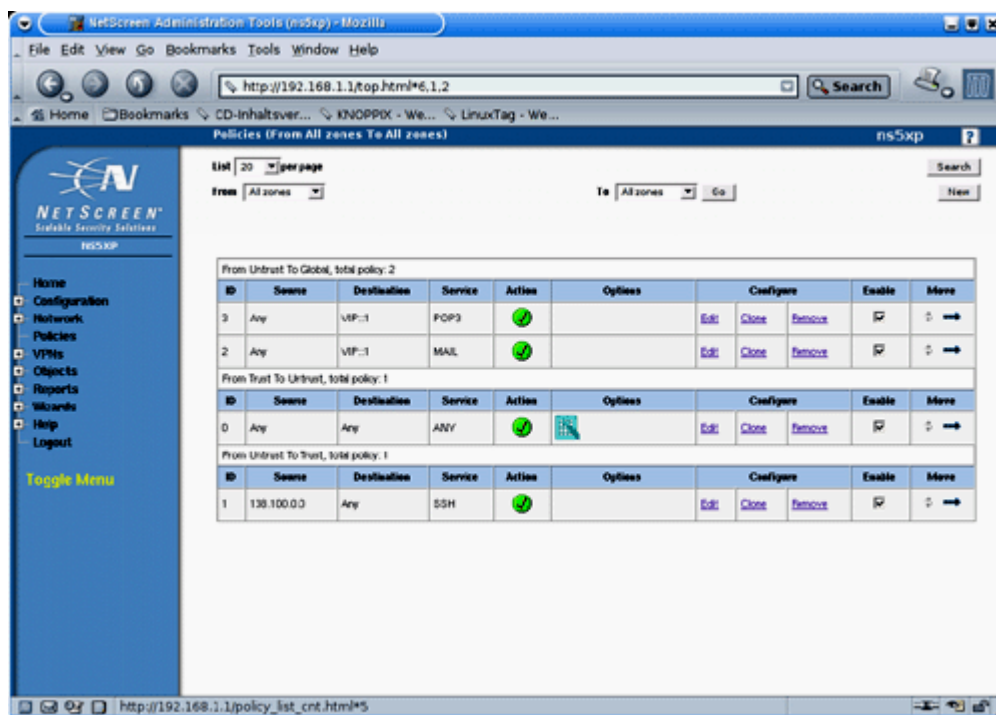 NetScreen Administration Tools (ns5xp) - Mozilla
File Edit View Go Bookmarks Tools Window Help
http://192.168.1.1/top.html*6,1,2 Search
Home Bookmarks CD-Inhaltsver... KNOPPIX - We... LinuxTag - We...
Policies (From All zones To All zones) ns5xp ?
List 20 per page Search
From All zones To All zones Go New
N
NETSCREEN
Scalable Security Solutions
NS5XP
Home
Configuration
Network
Policies
VPNs
Objects
Reports
Wizards
Help
Logout
Toggle Menu
From Untrust To Global, total policy: 2
ID Source Destination Service Action Options Configure Enable Move
3 Any VIP::1 POP3 Edit Clone Remove
2 Any VIP::1 MAIL Edit Clone Remove
From Trust To Untrust, total policy: 1
ID Source Destination Service Action Options Configure Enable Move
0 Any Any ANY Edit Clone Remove
From Untrust To Trust, total policy: 1
ID Source Destination Service Action Options Configure Enable Move
1 138.100.0.0 Any SSH Edit Clone Remove
http://192.168.1.1/policy_list_cnt.html*5